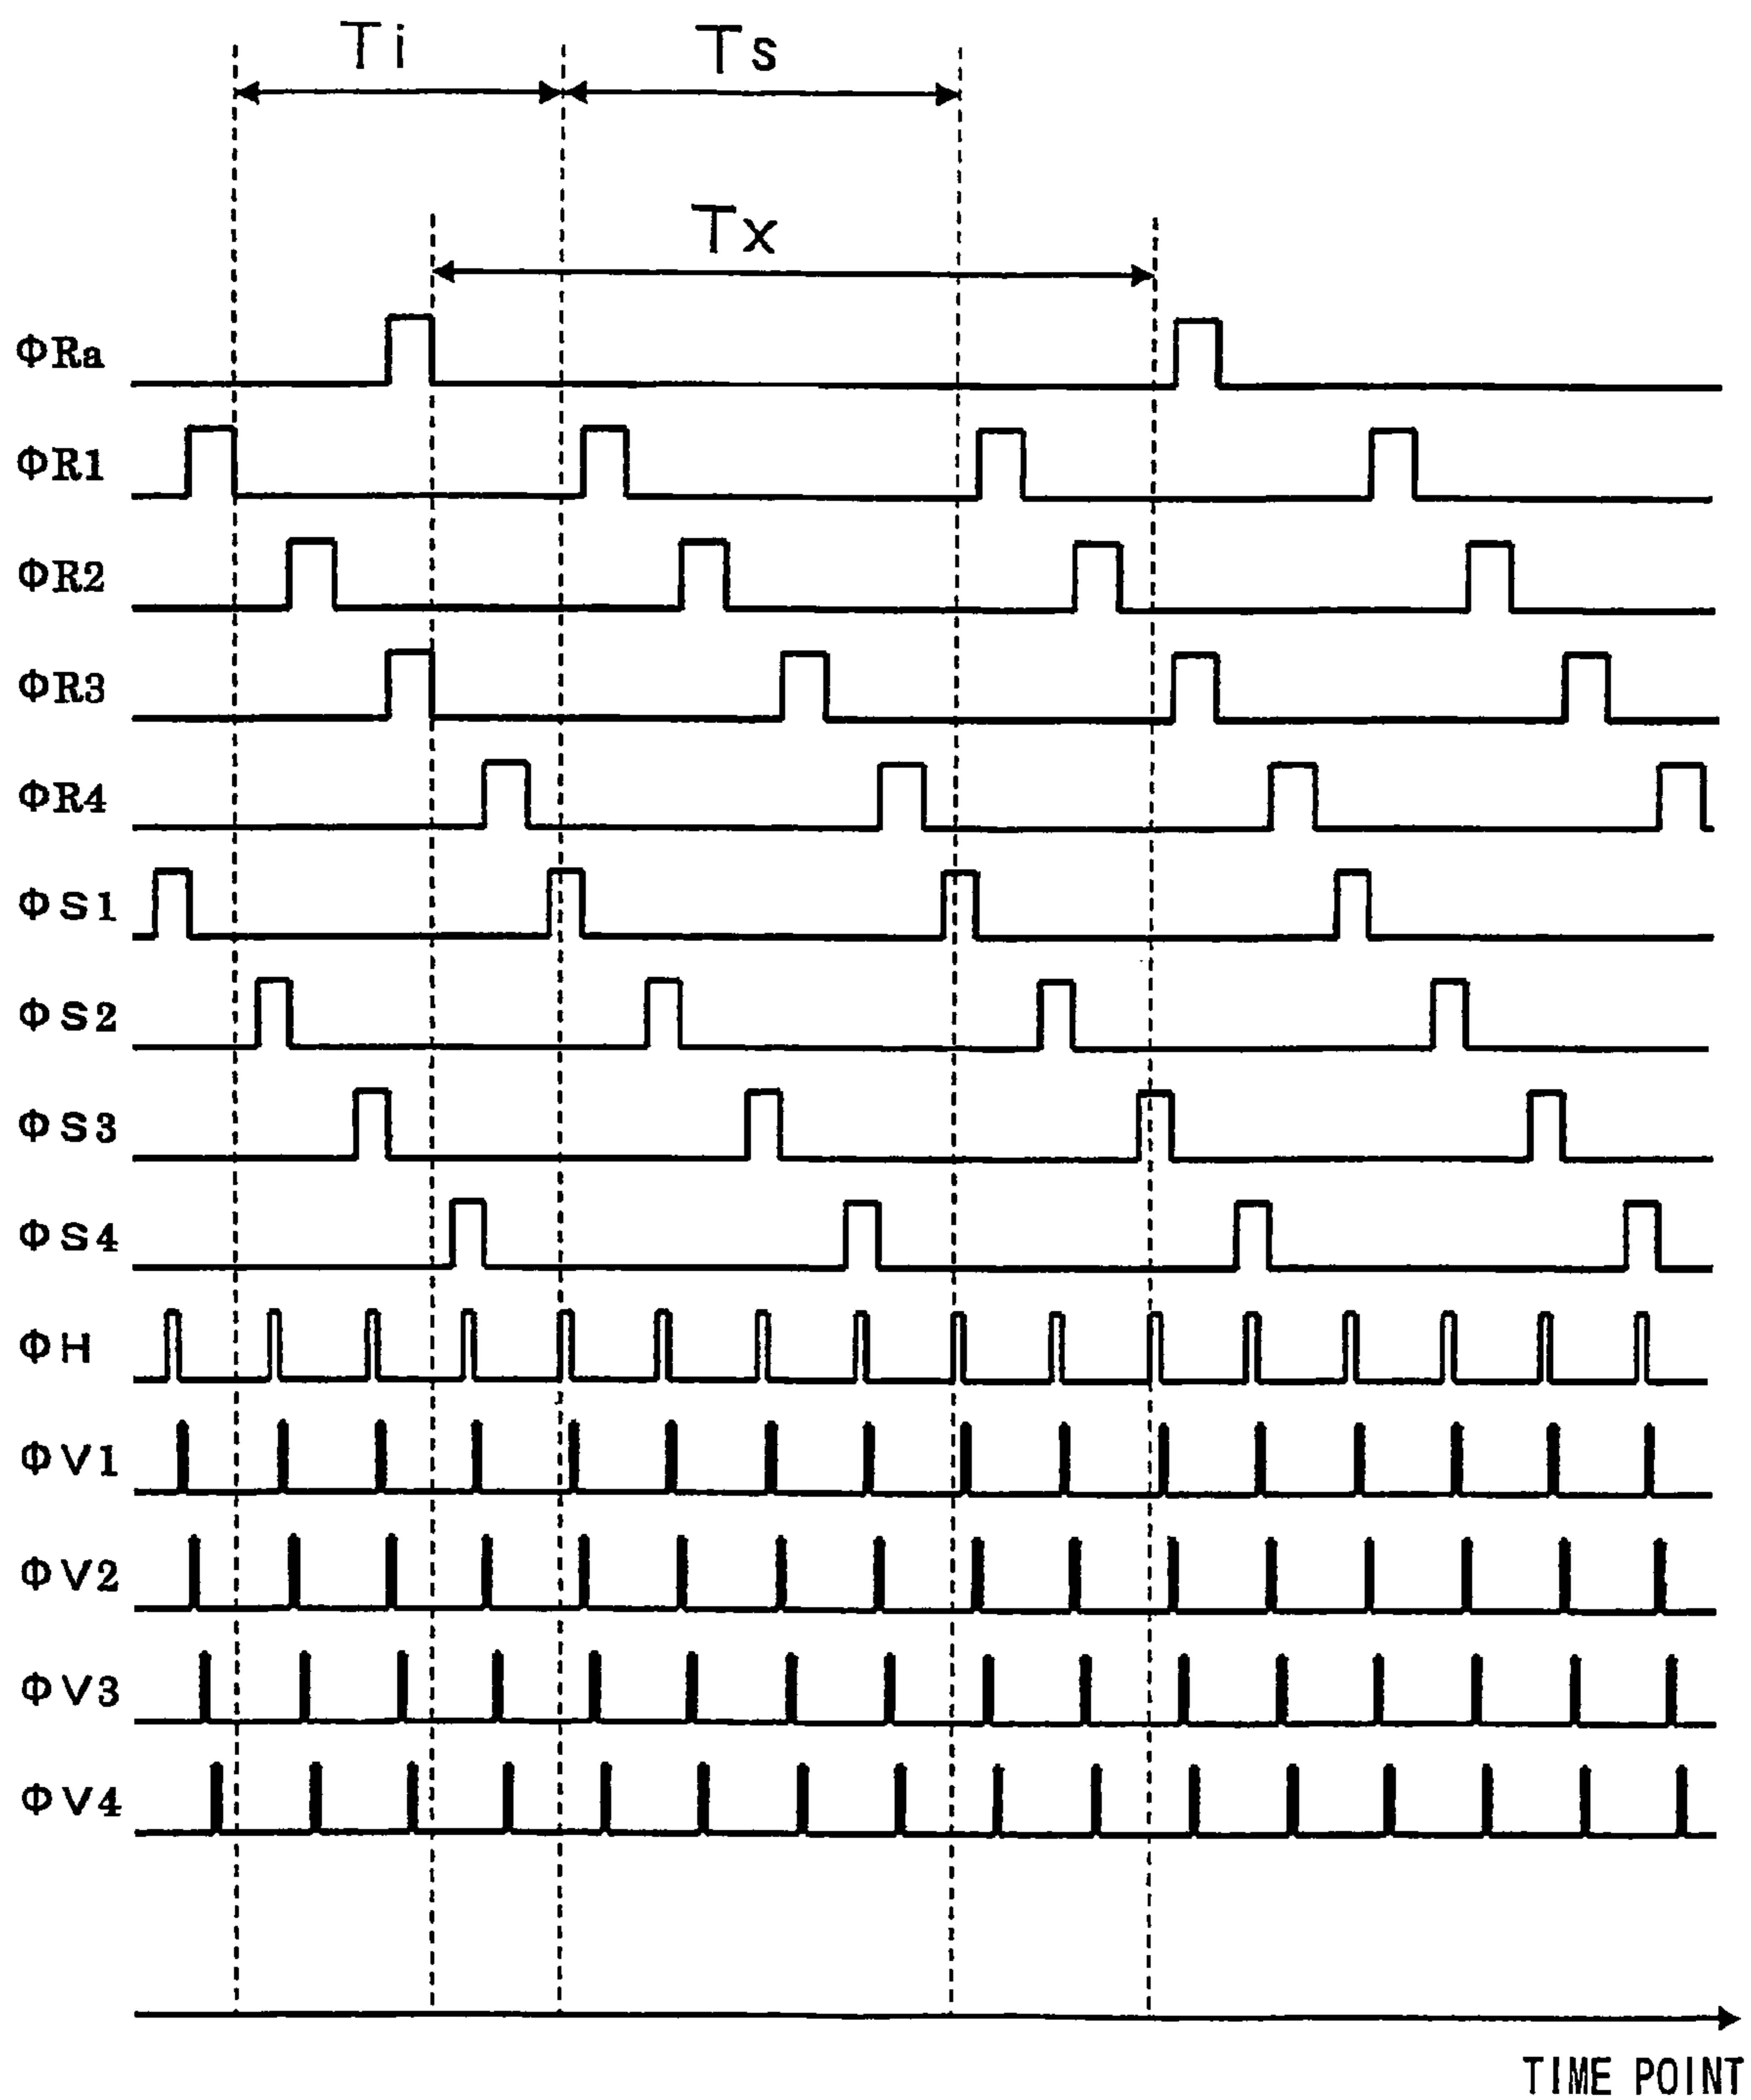 Ti Ts
Tx
ΦRa
ΦR1
ΦR2
ΦR3
ΦR4
ΦS1
ΦS2
ΦS3
ΦS4
ΦH
ΦV1
ΦV2
ΦV3
ΦV4
TIME POINT